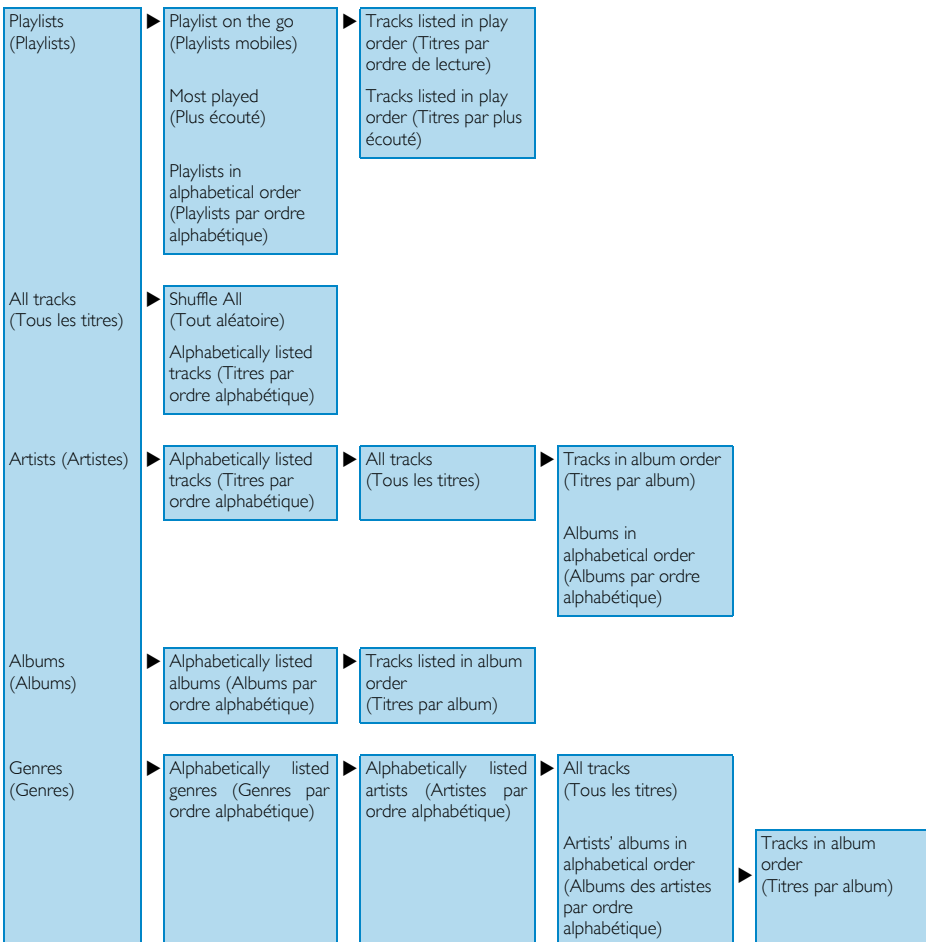 Playlists
(Playlists)
Playlist on the go
(Playlists mobiles)
Tracks listed in play
order (Titres par
ordre de lecture)
Most played
(Plus écouté)
Tracks listed in play
order (Titres par plus
écouté)
Playlists in
alphabetical order
(Playlists par ordre
alphabétique)
All tracks
(Tous les titres)
Shuffle All
(Tout aléatoire)
Alphabetically listed
tracks (Titres par
ordre alphabétique)
Artists (Artistes)
Alphabetically listed
tracks (Titres par
ordre alphabétique)
All tracks
(Tous les titres)
Tracks in album order
(Titres par album)
Albums in
alphabetical order
(Albums par ordre
alphabétique)
Albums
(Albums)
Alphabetically listed
albums (Albums par
ordre alphabétique)
Tracks listed in album
order
(Titres par album)
Genres
(Genres)
Alphabetically listed
genres (Genres par
ordre alphabétique)
Alphabetically listed
artists (Artistes par
ordre alphabétique)
All tracks
(Tous les titres)
Artists' albums in
alphabetical order
(Albums des artistes
par ordre
alphabétique)
Tracks in album
order
(Titres par album)